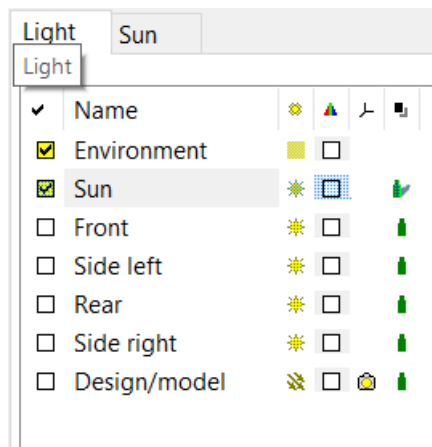 Light Sun
Light
Name
Environment
Sun
Front
Side left
Rear
Side right
Design/model